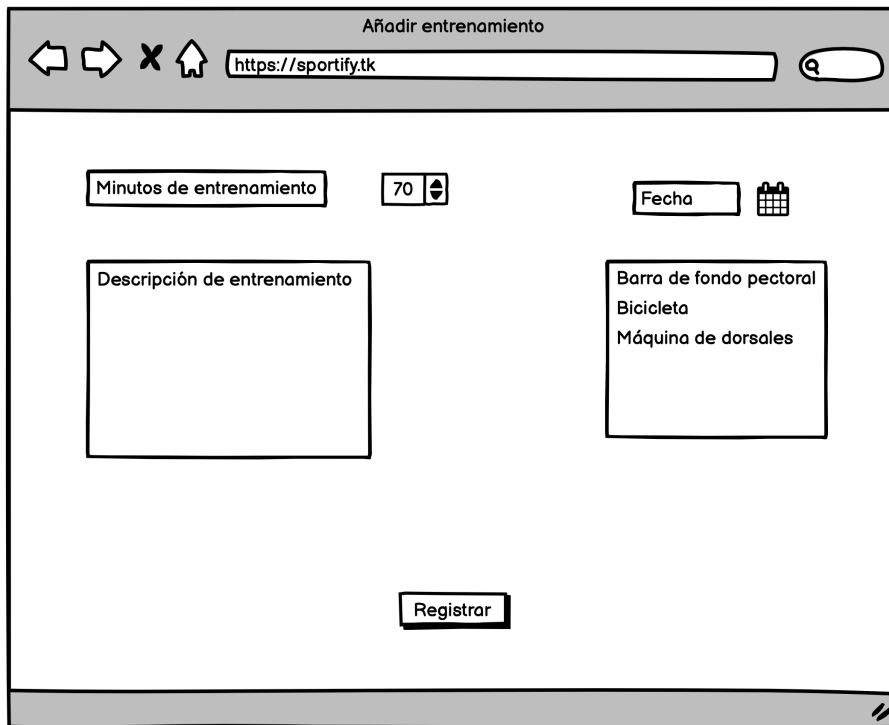 Añadir entrenamiento
https://sportify.tk
Minutos de entrenamiento
70
Fecha
Descripción de entrenamiento
Barra de fondo pectoral
Bicicleta
Máquina de dorsales
Registrar